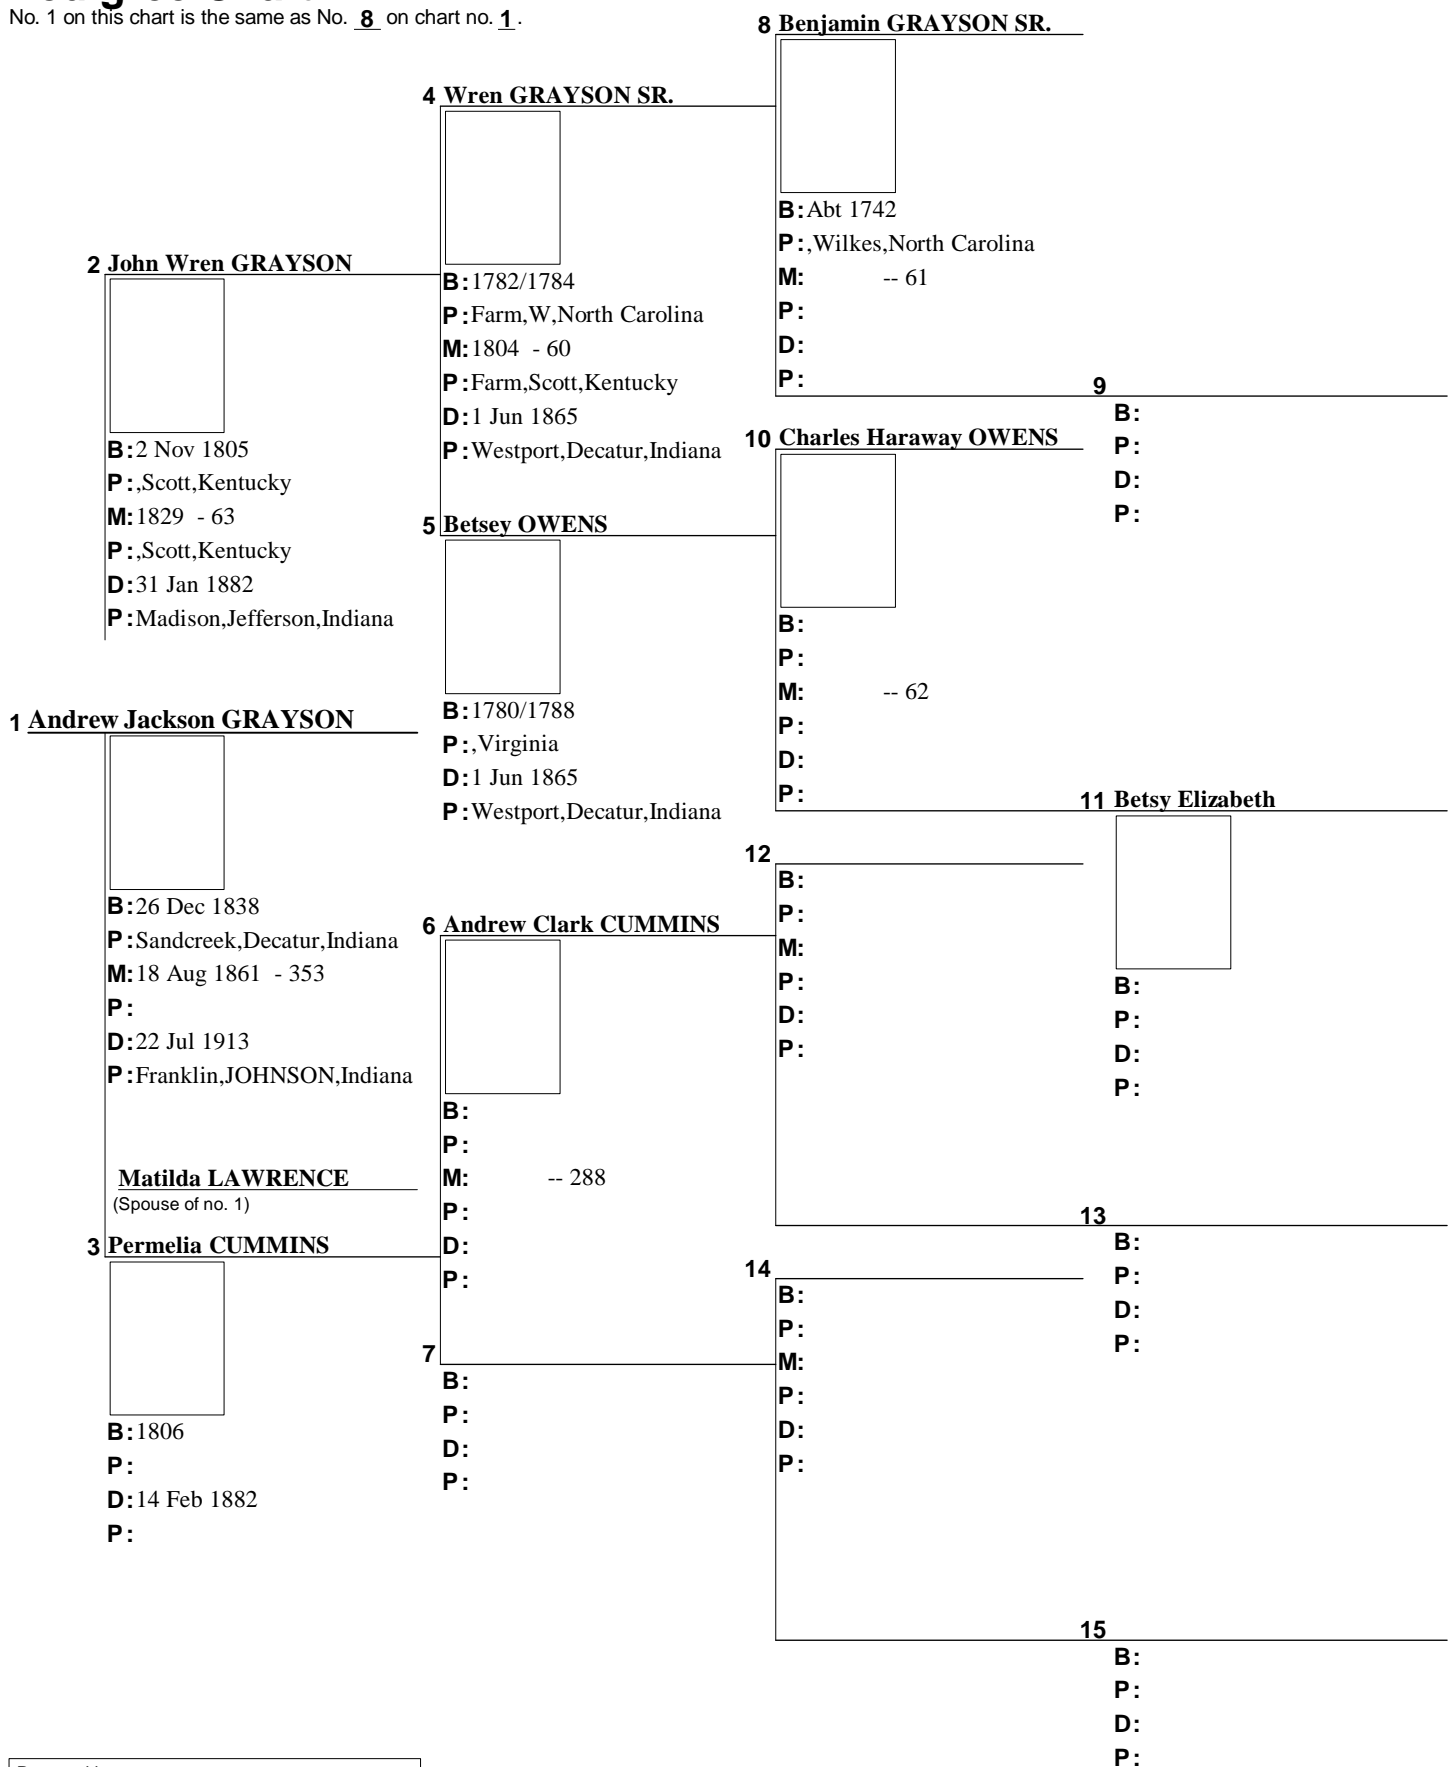 No. 1 on this chart is the same as No. 8 on chart no. 1 .
8 Benjamin GRAYSON SR.
B: Abt 1742
P: ,Wilkes,North Carolina
M: -- 61
P:
D:
P:
4 Wren GRAYSON SR.
B: 1782/1784
P: Farm,W,North Carolina
M: 1804 - 60
P: Farm,Scott,Kentucky
D: 1 Jun 1865
P: Westport,Decatur,Indiana
9
B:
P:
D:
P:
2 John Wren GRAYSON
B: 2 Nov 1805
P: ,Scott,Kentucky
M: 1829 - 63
P: ,Scott,Kentucky
D: 31 Jan 1882
P: Madison,Jefferson,Indiana
10 Charles Haraway OWENS
B:
P:
M: -- 62
P:
D:
P:
5 Betsey OWENS
B: 1780/1788
P: ,Virginia
D: 1 Jun 1865
P: Westport,Decatur,Indiana
11 Betsy Elizabeth
B:
P:
D:
P:
1 Andrew Jackson GRAYSON
B: 26 Dec 1838
P: Sandcreek,Decatur,Indiana
M: 18 Aug 1861 - 353
P:
D: 22 Jul 1913
P: Franklin,JOHNSON,Indiana
Matilda LAWRENCE
(Spouse of no. 1)
12
B:
P:
M:
P:
D:
P:
6 Andrew Clark CUMMINS
B:
P:
M: -- 288
P:
D:
P:
13
B:
P:
D:
P:
3 Permelia CUMMINS
B: 1806
P:
D: 14 Feb 1882
P:
14
B:
P:
M:
P:
D:
P:
7
B:
P:
D:
P:
15
B:
P:
D:
P: